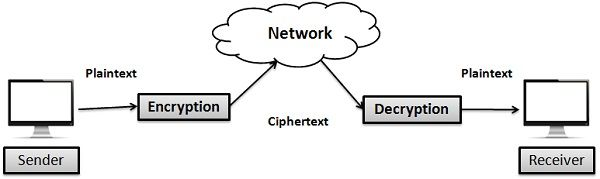 Network
Plaintext
Plaintext
Encryption
Decryption
Ciphertext
Sender
Receiver